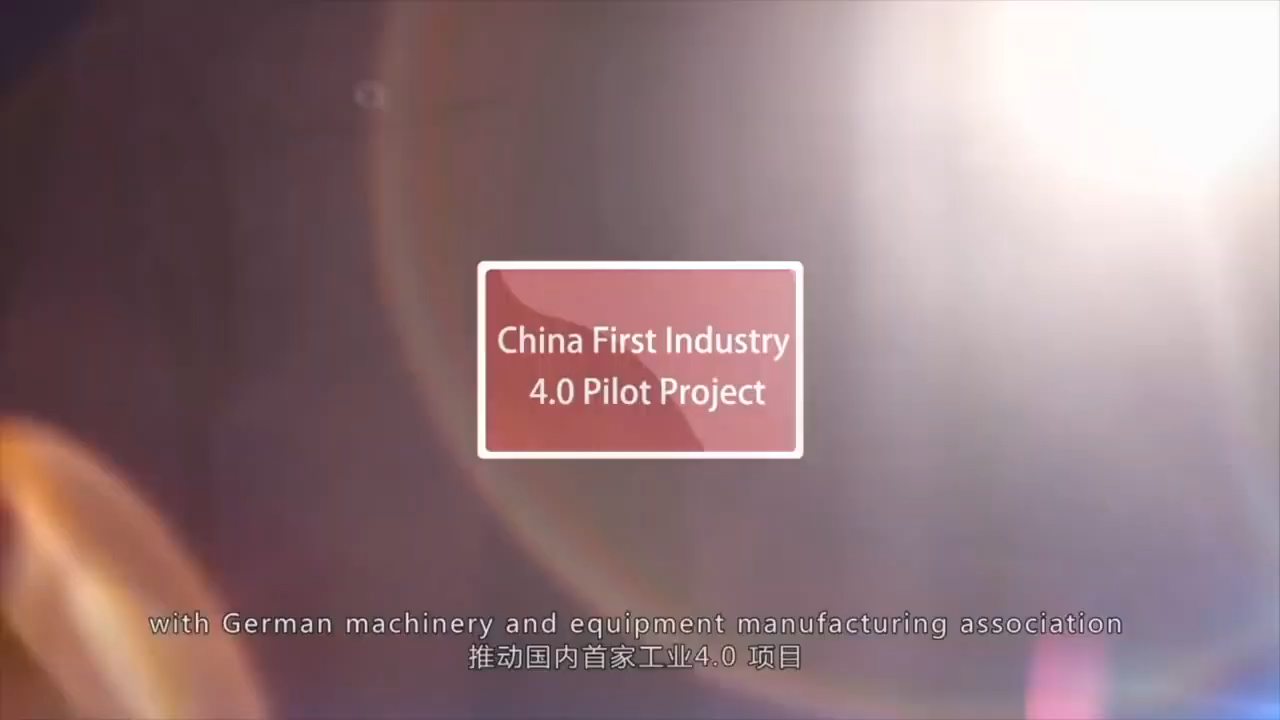 China First Industry
4.0 Pilot Project
with German machinery and equipment manufacturing association
推动国内首家工业4.0 项目